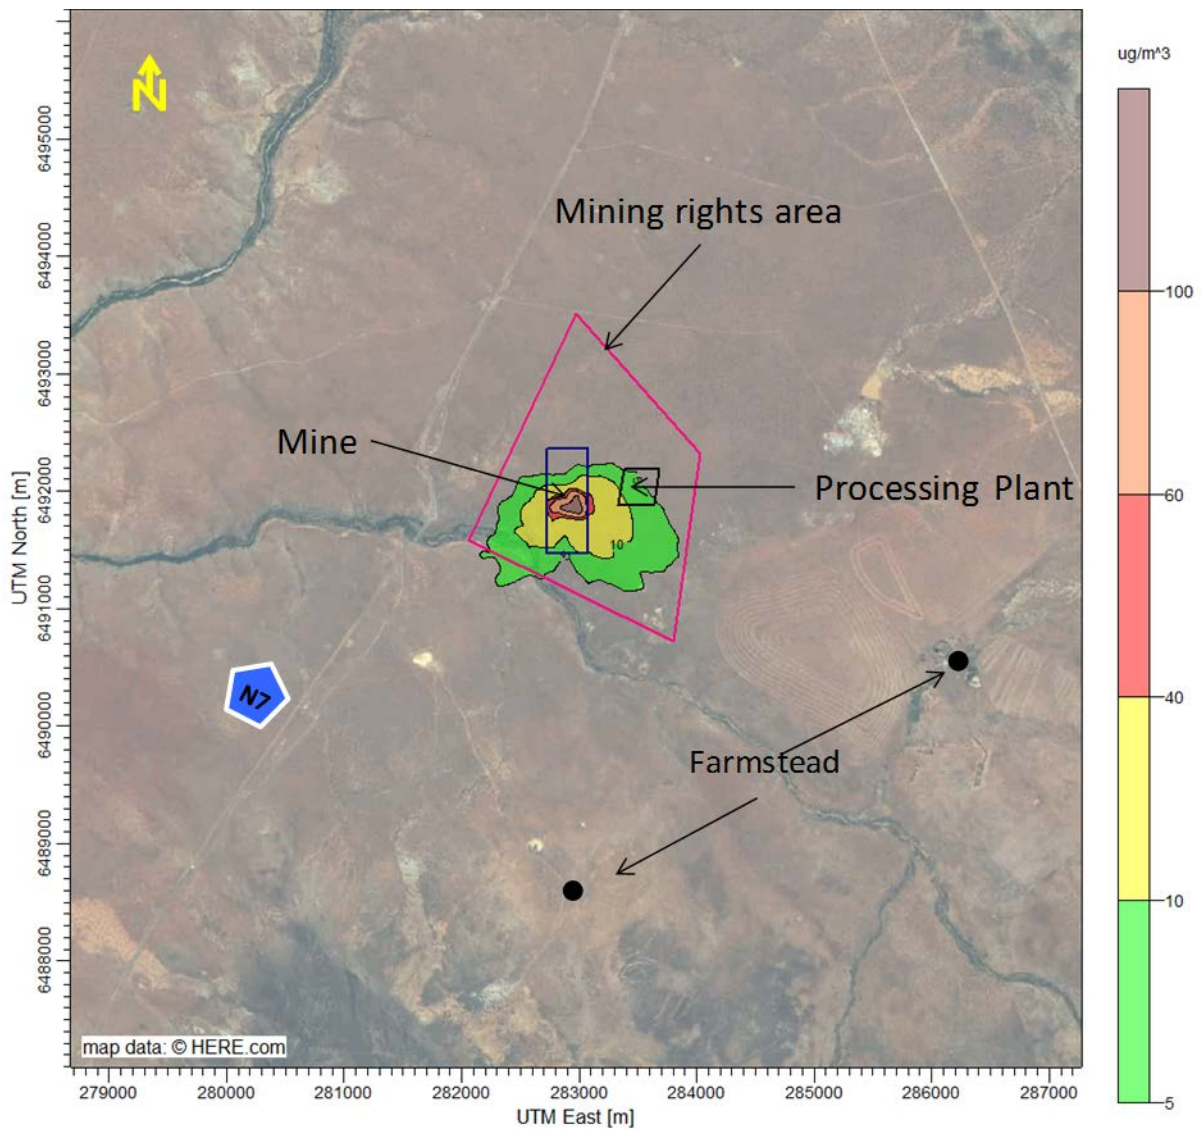 ug/m^3
N
Mining rights area
Mine
Processing Plant
10
5
N7
Farmstead
map data: © HERE.com
UTM North [m]
6495000
6494000
6493000
6492000
6491000
6490000
6489000
6488000
279000 280000 281000 282000 283000 284000 285000 286000 287000
UTM East [m]
100
60
40
10
5